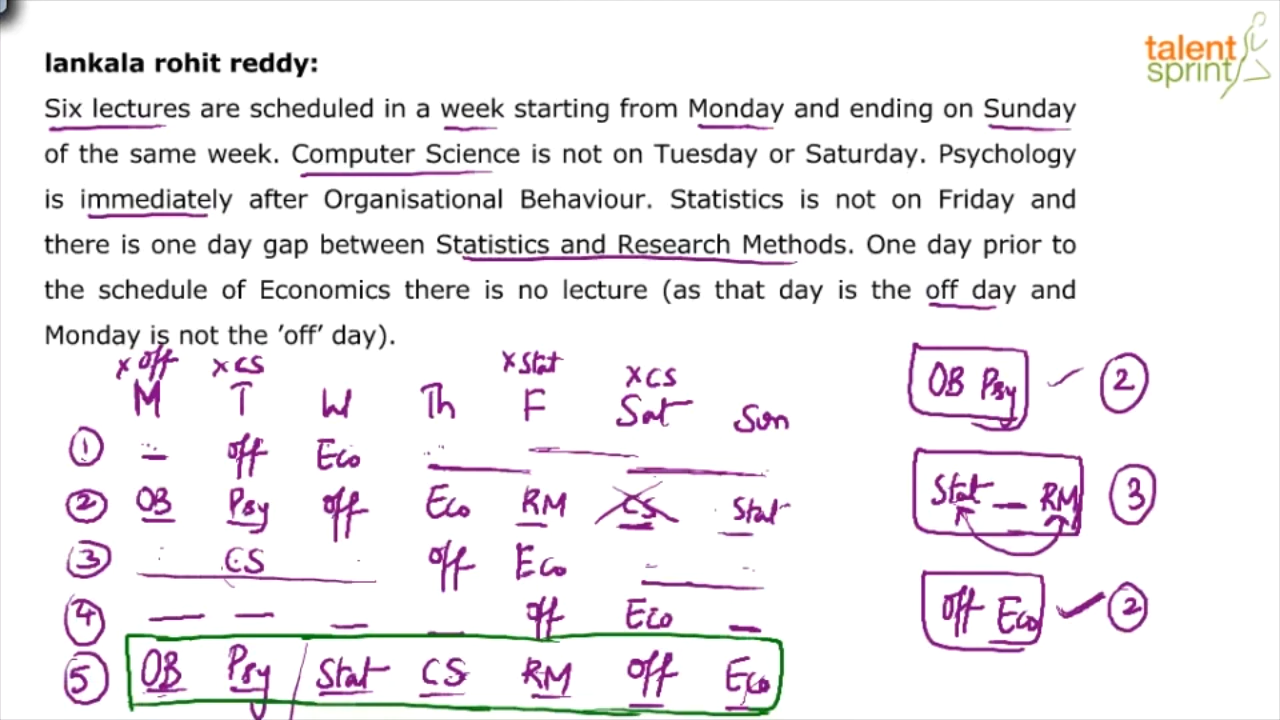 talent
sprint
lankala rohit reddy:
Six lectures are scheduled in a week starting from Monday and ending on Sunday
of the same week. Computer Science is not on Tuesday or Saturday. Psychology
is immediately after Organisational Behaviour. Statistics is not on Friday and
there is one day gap between Statistics and Research Methods. One day prior to
the schedule of Economics there is no lecture (as that day is the off day and
Monday is not the ’off’ day).
x off x CS x Stat x CS
M T W Th F Sat Sun
① off Eco
② OB Psy off Eco RM CS Stat
③ CS off Eco
④ off Eco
⑤ OB Psy Stat CS RM off Eco
OB Psy ✓ ②
Stat _ RM ③
off Eco ✓ ②